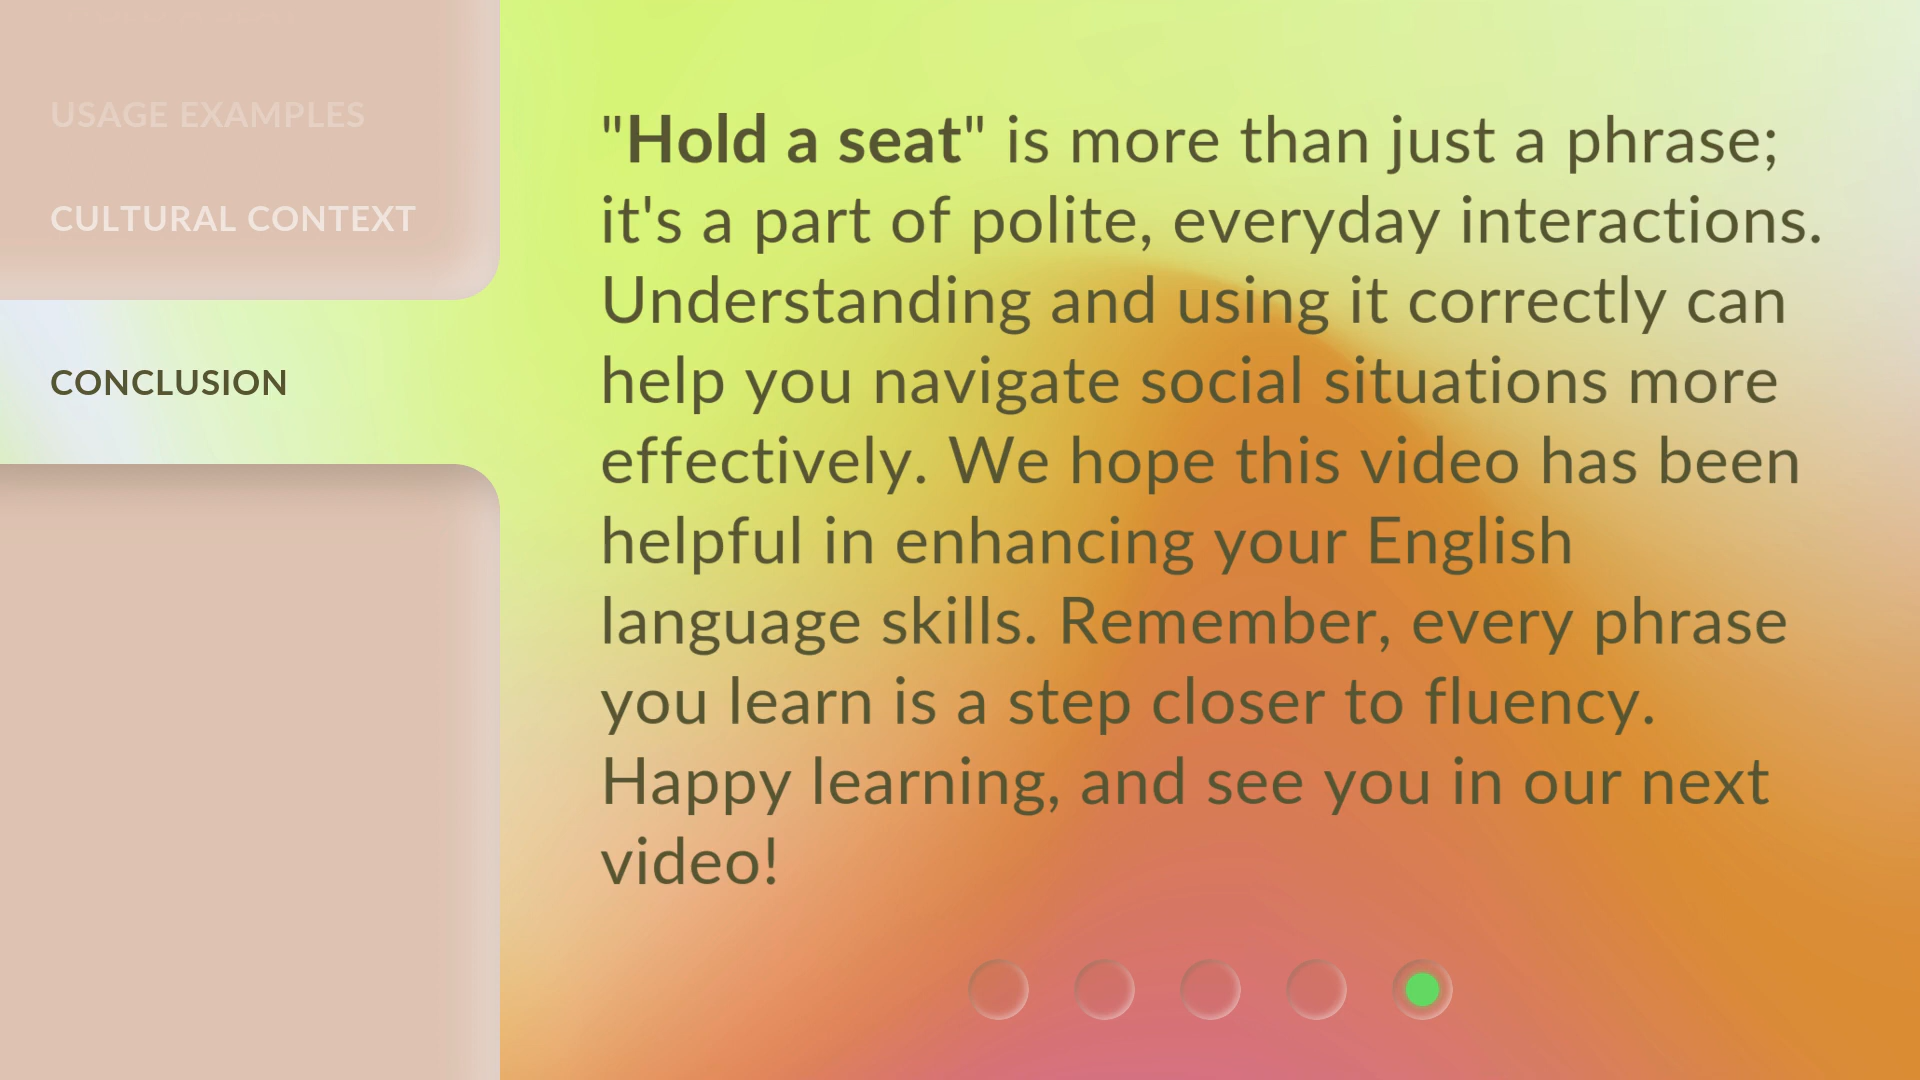 USAGE EXAMPLES
CULTURAL CONTEXT
CONCLUSION
"Hold a seat" is more than just a phrase;
it's a part of polite, everyday interactions.
Understanding and using it correctly can
help you navigate social situations more
effectively. We hope this video has been
helpful in enhancing your English
language skills. Remember, every phrase
you learn is a step closer to fluency.
Happy learning, and see you in our next
video!